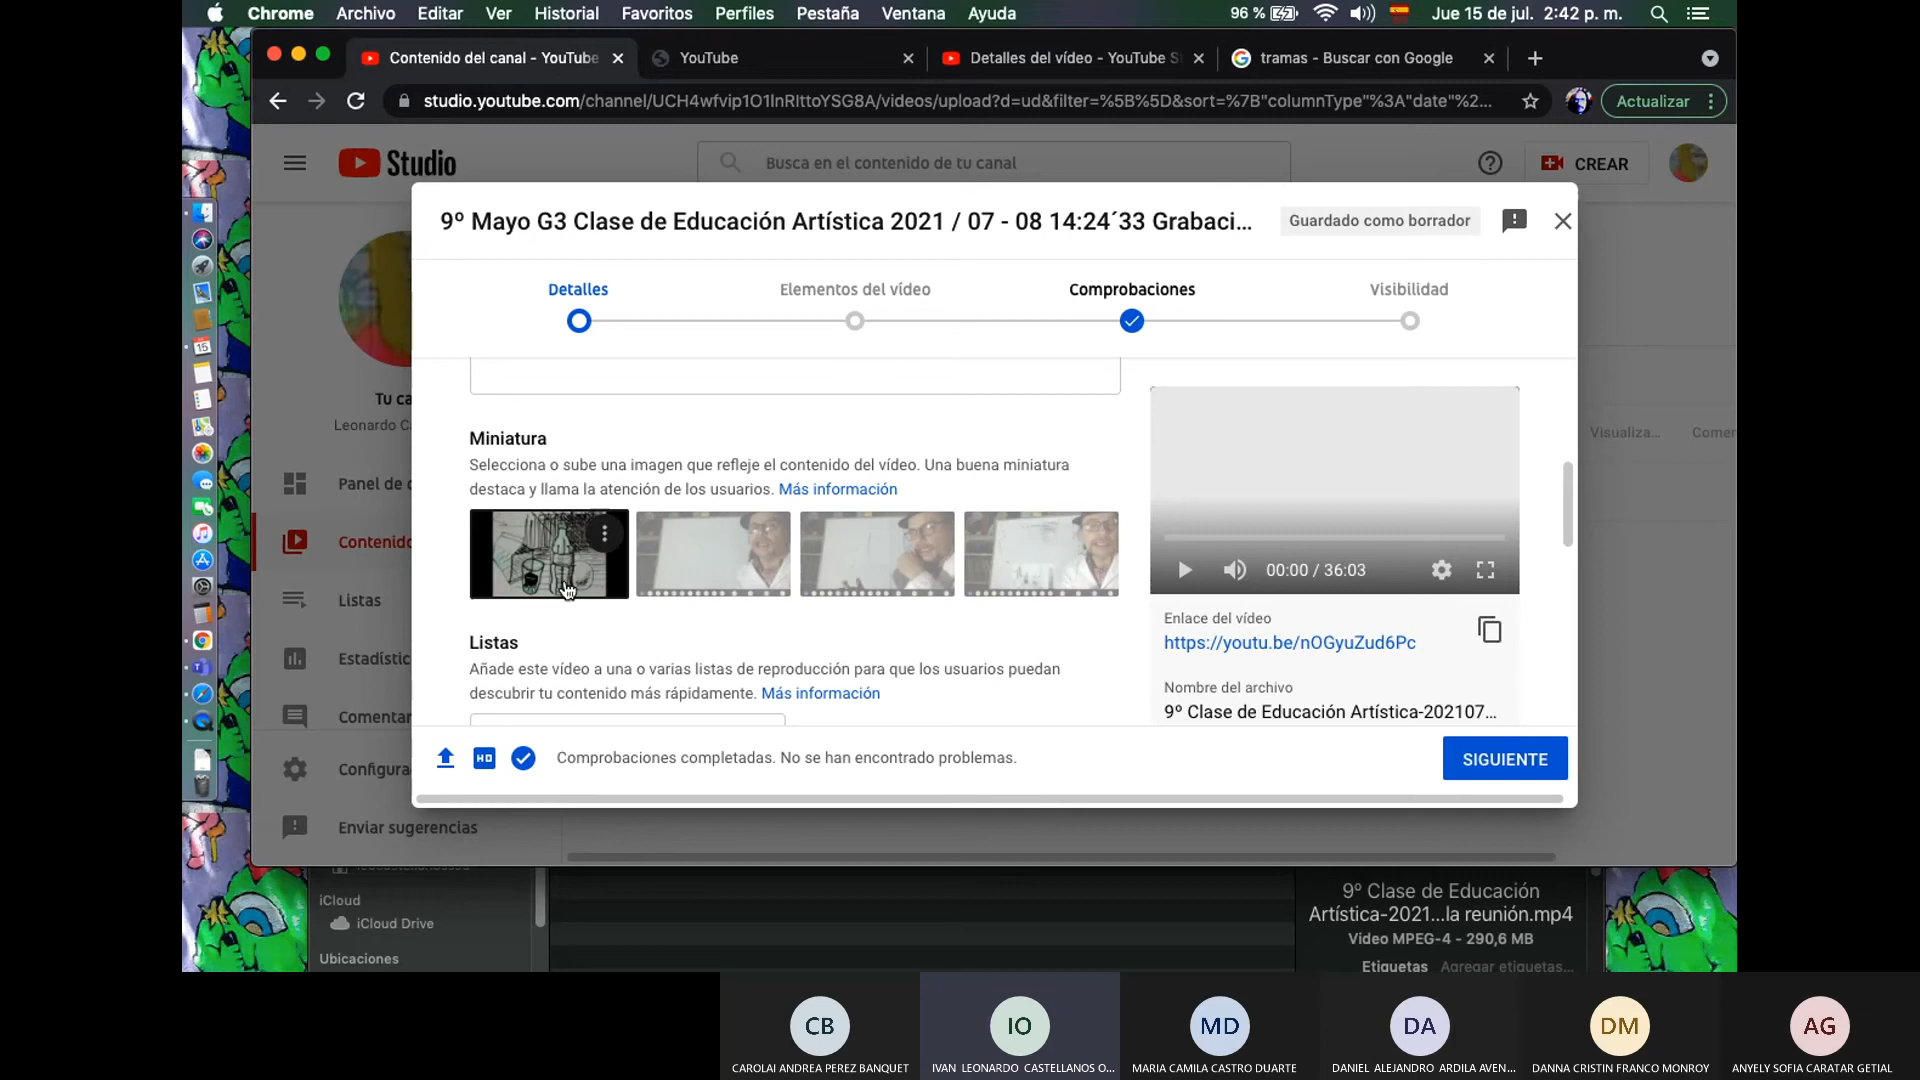 Chrome Archivo Editar Ver Historial Favoritos Perfiles Pestaña Ventana Ayuda 96 % Jue 15 de jul. 2:42 p. m.
Contenido del canal - YouTube YouTube Detalles del vídeo - YouTube S tramas - Buscar con Google
studio.youtube.com/channel/UCH4wfvip1O1InRIttoYSG8A/videos/upload?d=ud&filter=%5B%5D&sort=%7B"columnType"%3A"date"%2... Actualizar
Studio Busca en el contenido de tu canal CREAR
9º Mayo G3 Clase de Educación Artística 2021 / 07 - 08 14:24´33 Grabaci... Guardado como borrador
Detalles Elementos del vídeo Comprobaciones Visibilidad
Tu ca
Leonardo C
Panel de c
Contenido
Listas
Estadístic
Comentar
Configura
Enviar sugerencias
Visualiza... Comer
Miniatura
Selecciona o sube una imagen que refleje el contenido del vídeo. Una buena miniatura
destaca y llama la atención de los usuarios. Más información
Listas
Añade este vídeo a una o varias listas de reproducción para que los usuarios puedan
descubrir tu contenido más rápidamente. Más información
00:00 / 36:03
Enlace del vídeo
https://youtu.be/nOGyuZud6Pc
Nombre del archivo
9º Clase de Educación Artística-202107...
HD Comprobaciones completadas. No se han encontrado problemas. SIGUIENTE
15
iCloud
iCloud Drive
Ubicaciones
9º Clase de Educación
Artística-2021...la reunión.mp4
Video MPEG-4 - 290,6 MB
Etiquetas Agregar etiquetas...
CB IO MD DA DM AG
CAROLAI ANDREA PEREZ BANQUET IVAN LEONARDO CASTELLANOS O... MARIA CAMILA CASTRO DUARTE DANIEL ALEJANDRO ARDILA AVEN... DANNA CRISTIN FRANCO MONROY ANYELY SOFIA CARATAR GETIAL